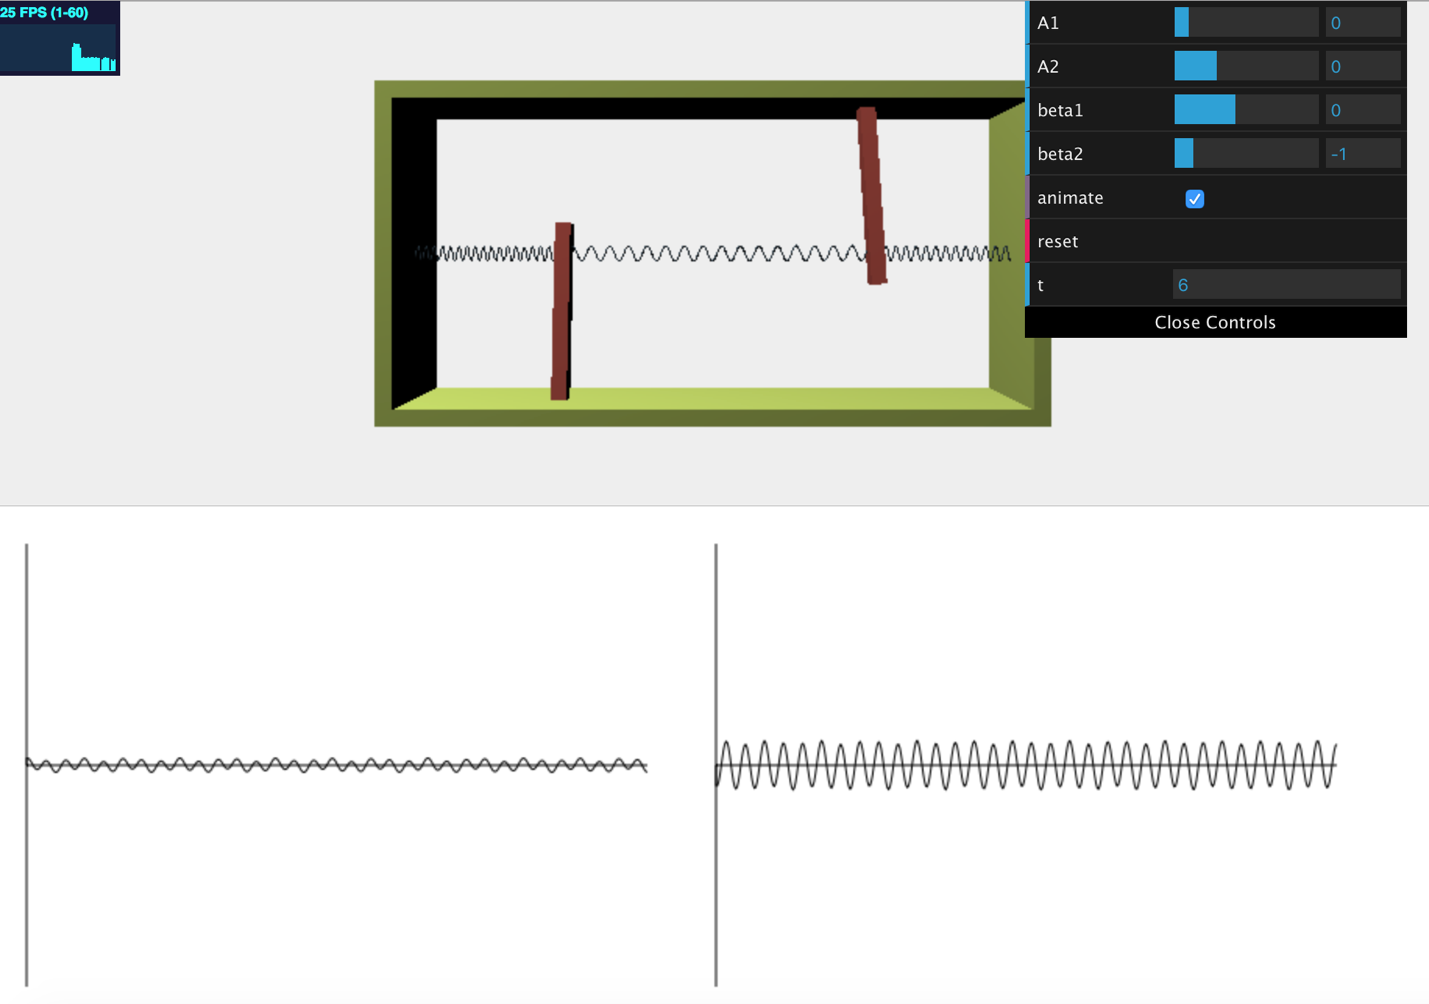 25 FPS (1-60)
A1 0
A2 0
beta1 0
beta2 -1
animate
reset
t 6
Close Controls